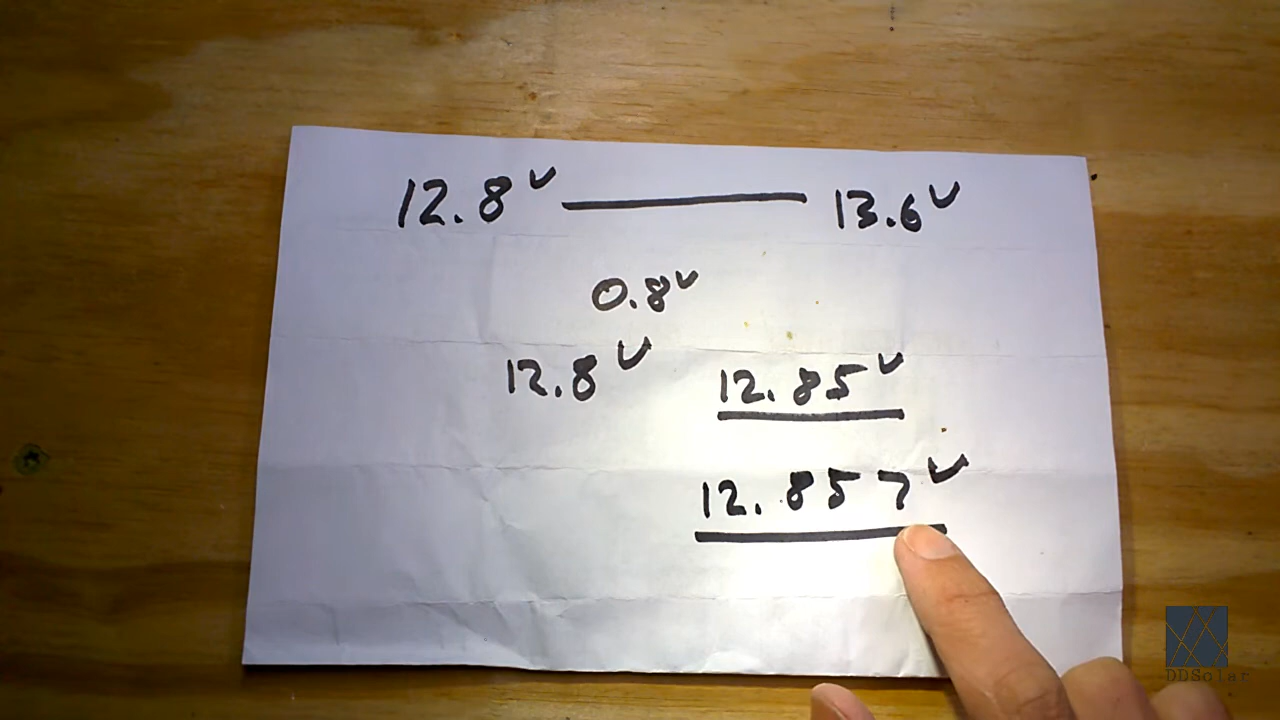 12.8V — 13.6V
0.8V
12.8V 12.85V
12.857V
DDSolar